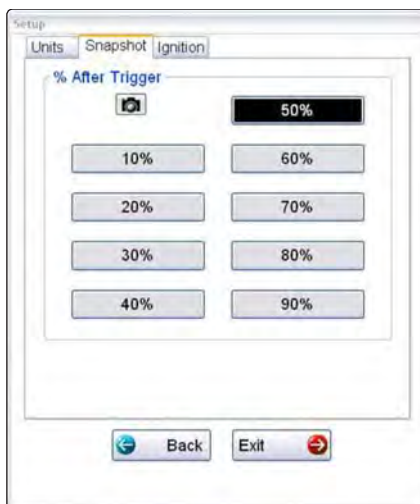 Setup
Units Snapshot Ignition
% After Trigger
50%
10% 60%
20% 70%
30% 80%
40% 90%
Back Exit